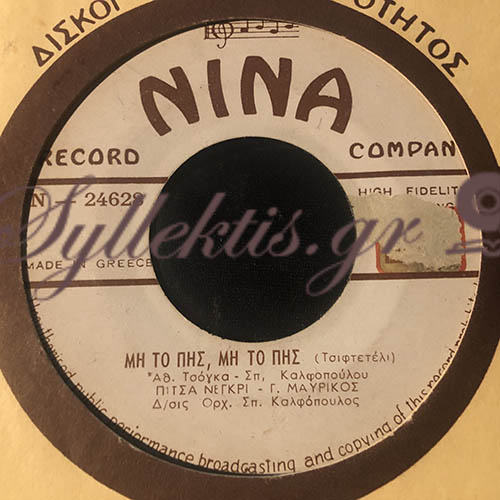 ΔΙΣΚΟΙ
ΟΤΗΤΟΣ
NINA
RECORD COMPAN
N - 24628
HIGH FIDELIT
Syllektis.gr
MADE IN GREECE
ΜΗ ΤΟ ΠΗΣ, ΜΗ ΤΟ ΠΗΣ (Τσιφτετέλι)
Ἀθ. Τσόγκα - Σπ, Καλφοπούλου
ΠΙΤΣΑ ΝΕΓΚΡΙ - Γ. ΜΑΥΡΙΚΟΣ
Δ/σις Ορχ. Σπ. Καλφόπουλος
public performance broadcasting and copying of this record